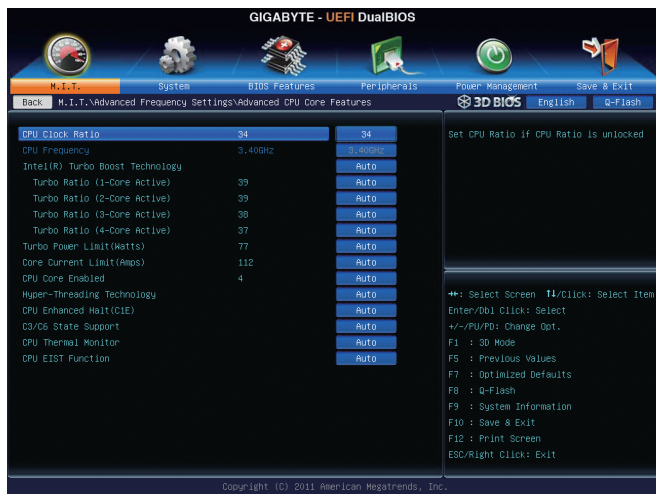 GIGABYTE - UEFI DualBIOS
M.I.T. System BIOS Features Peripherals Power Management Save & Exit
Back M.I.T.\Advanced Frequency Settings\Advanced CPU Core Features 3D BIOS English Q-Flash
CPU Clock Ratio 34 34
CPU Frequency 3.40GHz 3.40GHz
Intel(R) Turbo Boost Technology Auto
Turbo Ratio (1-Core Active) 39 Auto
Turbo Ratio (2-Core Active) 39 Auto
Turbo Ratio (3-Core Active) 38 Auto
Turbo Ratio (4-Core Active) 37 Auto
Turbo Power Limit(Watts) 77 Auto
Core Current Limit(Amps) 112 Auto
CPU Core Enabled 4 Auto
Hyper-Threading Technology Auto
CPU Enhanced Halt(C1E) Auto
C3/C6 State Support Auto
CPU Thermal Monitor Auto
CPU EIST Function Auto
Set CPU Ratio if CPU Ratio is unlocked
↔: Select Screen ↑↓/Click: Select Item
Enter/Dbl Click: Select
+/-/PU/PD: Change Opt.
F1 : 3D Mode
F5 : Previous Values
F7 : Optimized Defaults
F8 : Q-Flash
F9 : System Information
F10 : Save & Exit
F12 : Print Screen
ESC/Right Click: Exit
Copyright (C) 2011 American Megatrends, Inc.